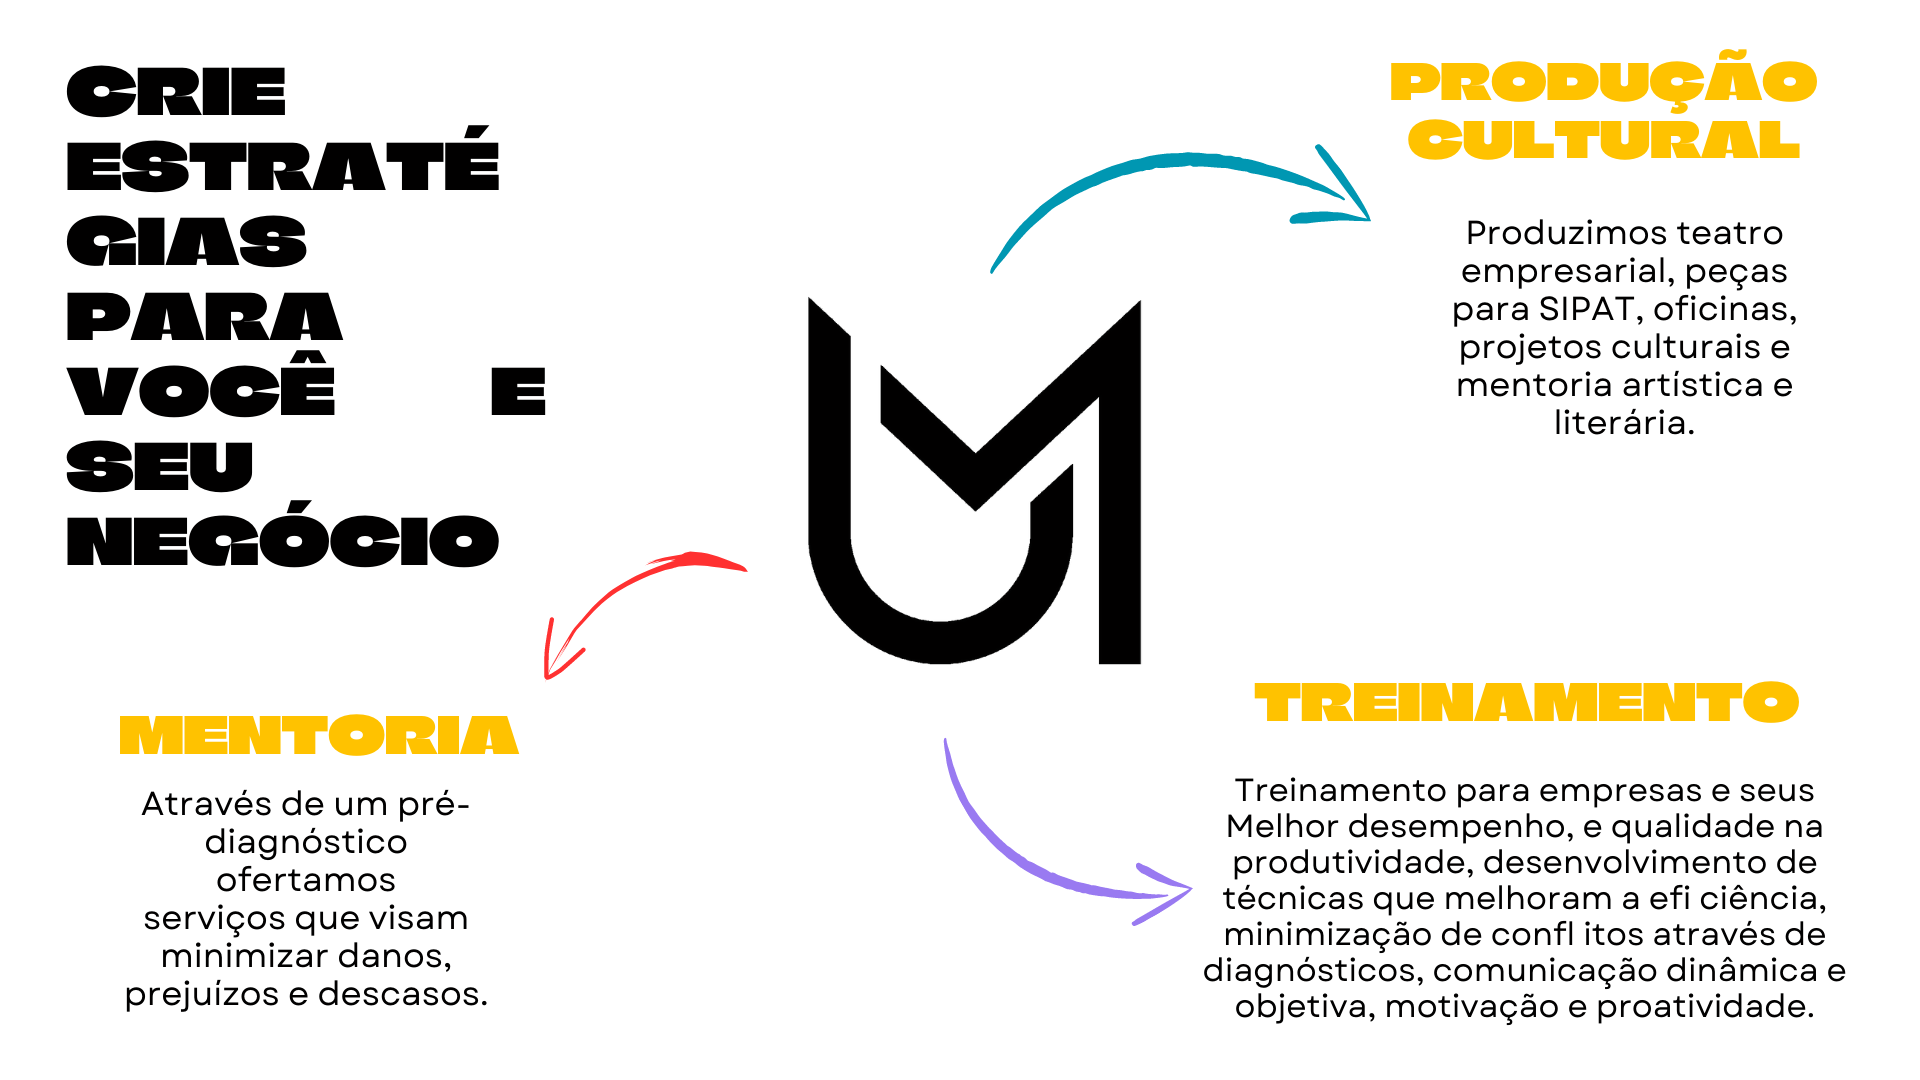 CRIE
ESTRATÉ
GIAS
PARA
VOCÊ E
SEU
NEGÓCIO
PRODUÇÃO
CULTURAL
Produzimos teatro
empresarial, peças
para SIPAT, oficinas,
projetos culturais e
mentoria artística e
literária.
MENTORIA
Através de um pré-
diagnóstico
ofertamos
serviços que visam
minimizar danos,
prejuízos e descasos.
TREINAMENTO
Treinamento para empresas e seus
Melhor desempenho, e qualidade na
produtividade, desenvolvimento de
técnicas que melhoram a efi ciência,
minimização de confl itos através de
diagnósticos, comunicação dinâmica e
objetiva, motivação e proatividade.